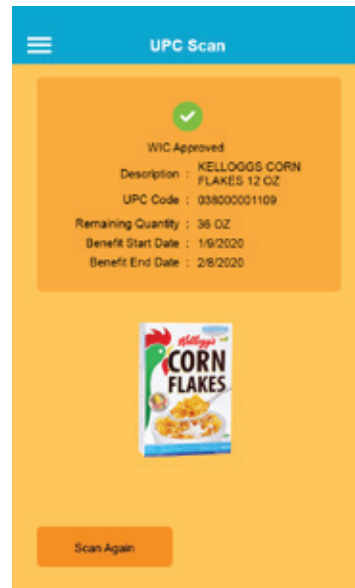 UPC Scan
WIC Approved
Description : KELLOGGS CORN
FLAKES 12 OZ
UPC Code : 038000001109
Remaining Quantity : 36 OZ
Benefit Start Date : 1/9/2020
Benefit End Date : 2/8/2020
Kellogg's
CORN
FLAKES
Scan Again